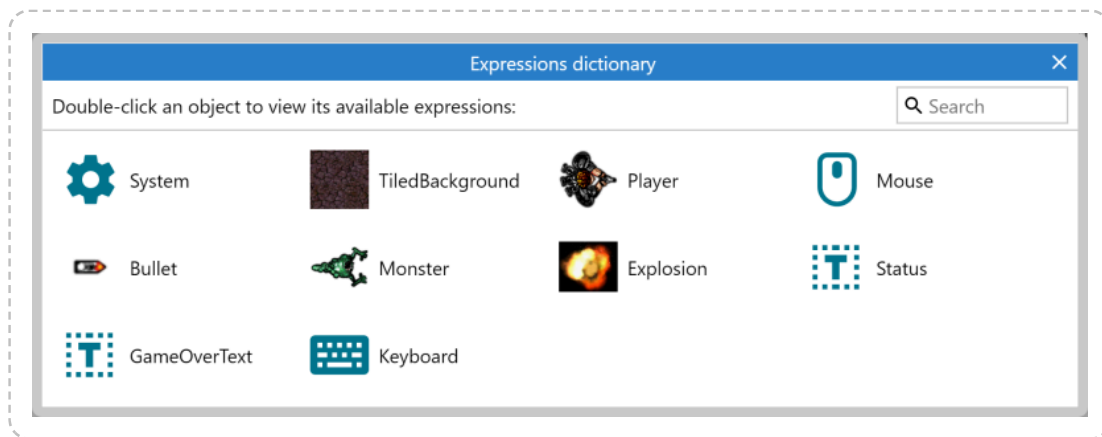 Expressions dictionary
Double-click an object to view its available expressions:
Search
System
TiledBackground
Player
Mouse
Bullet
Monster
Explosion
Status
GameOverText
Keyboard